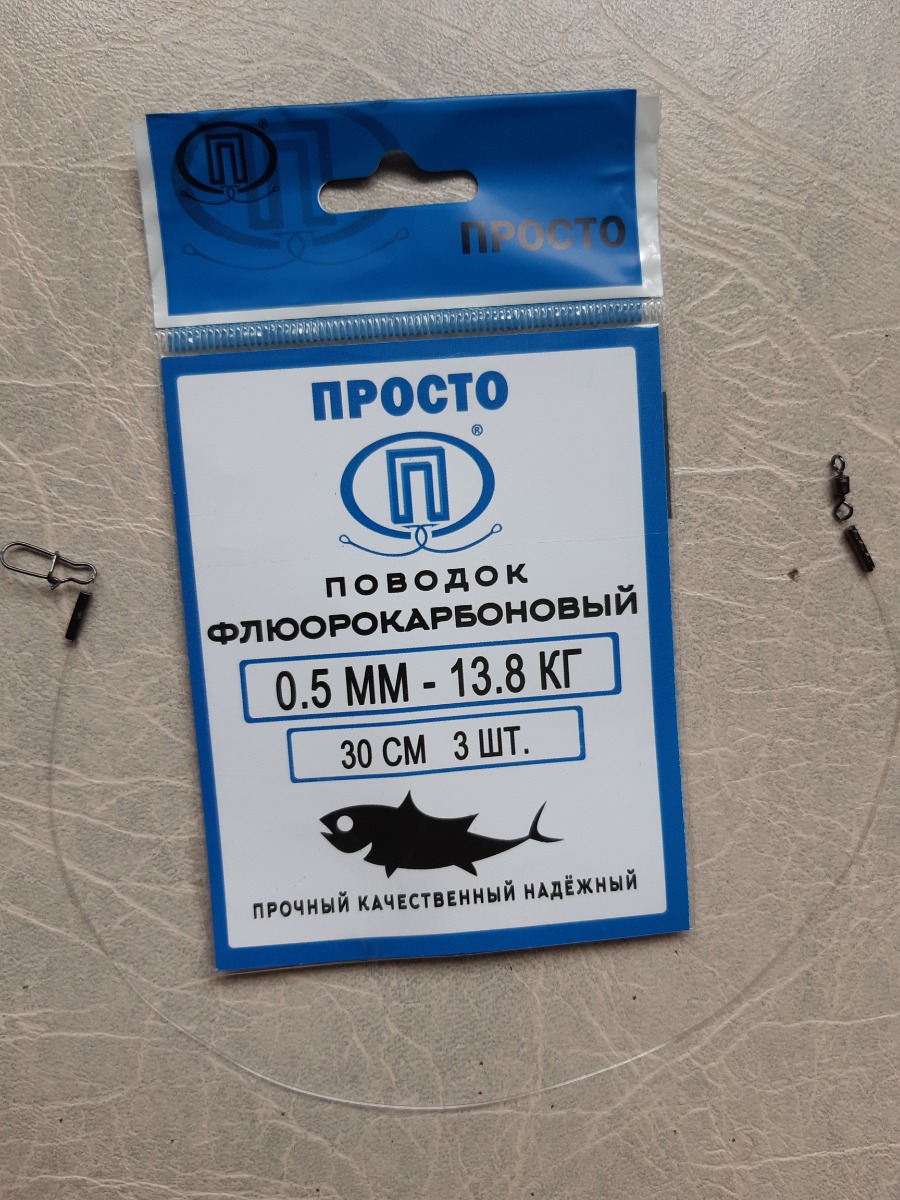 П ®
ПРОСТО
ПРОСТО
®
П
ПОВОДОК
ФЛЮОРОКАРБОНОВЫЙ
0.5 ММ - 13.8 КГ
30 СМ 3 ШТ.
ПРОЧНЫЙ КАЧЕСТВЕННЫЙ НАДЁЖНЫЙ